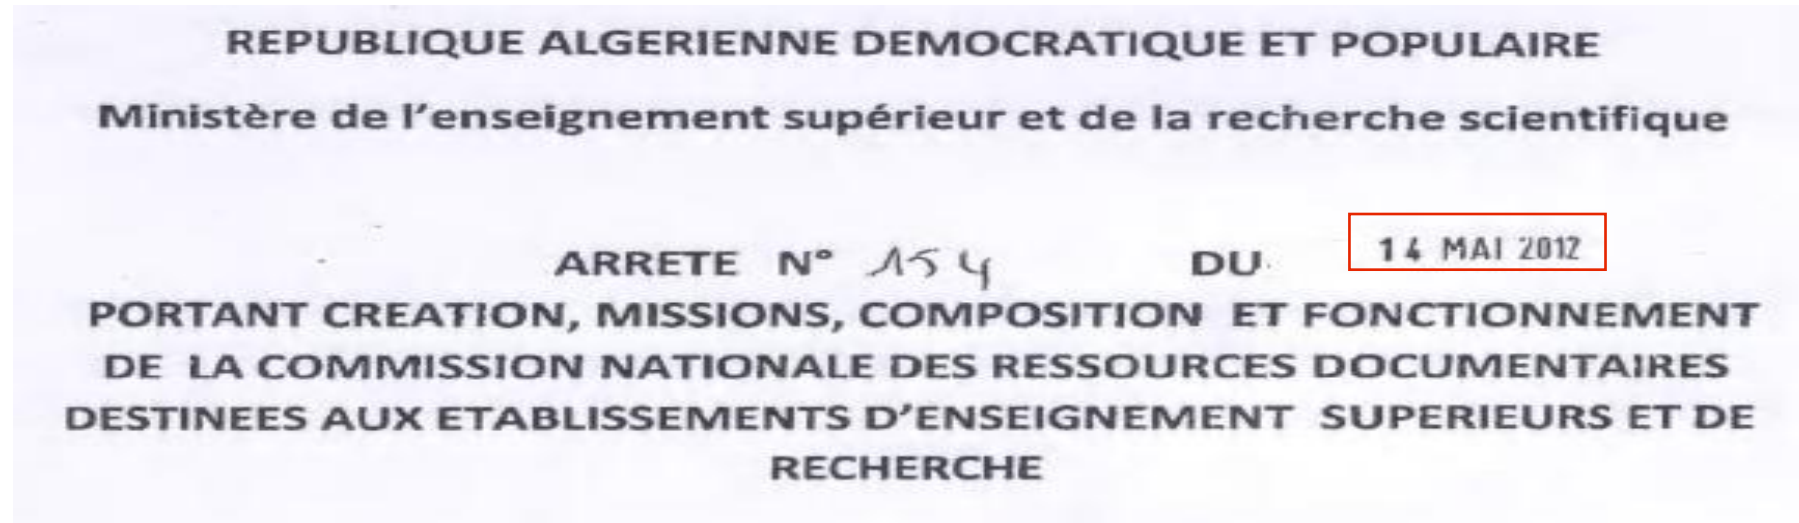 REPUBLIQUE ALGERIENNE DEMOCRATIQUE ET POPULAIRE
Ministère de l'enseignement supérieur et de la recherche scientifique
ARRETE N° 154 DU 14 MAI 2012
PORTANT CREATION, MISSIONS, COMPOSITION ET FONCTIONNEMENT
DE LA COMMISSION NATIONALE DES RESSOURCES DOCUMENTAIRES
DESTINEES AUX ETABLISSEMENTS D'ENSEIGNEMENT SUPERIEURS ET DE
RECHERCHE